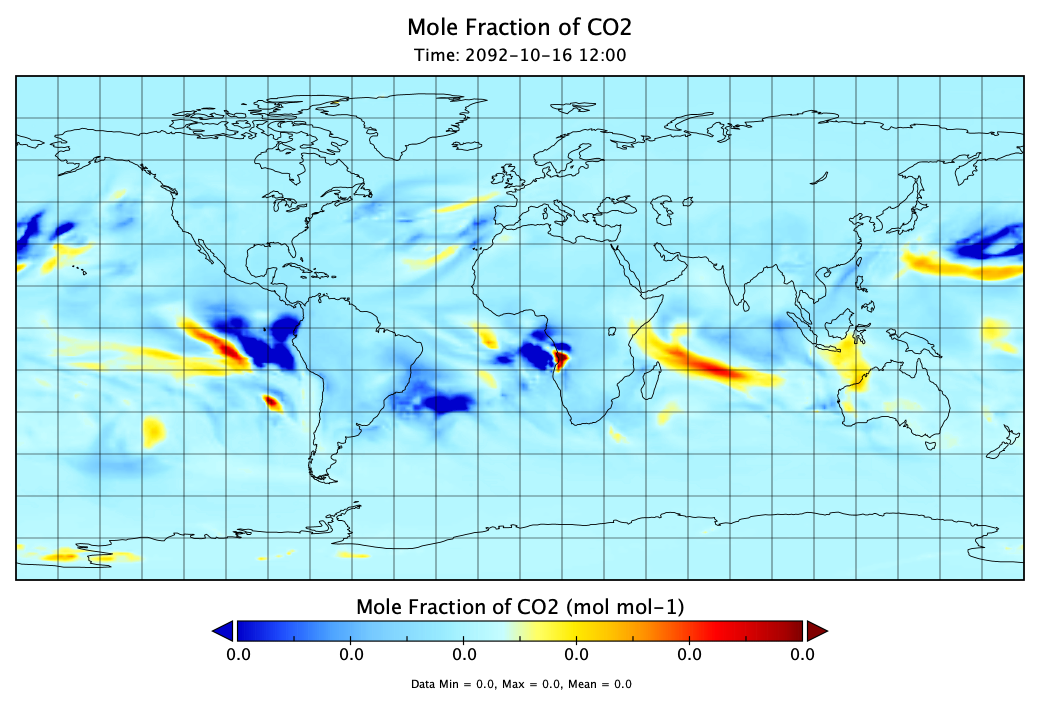 Mole Fraction of CO2
Time: 2092-10-16 12:00
Mole Fraction of CO2 (mol mol-1)
0.0 0.0 0.0 0.0 0.0 0.0
Data Min = 0.0, Max = 0.0, Mean = 0.0